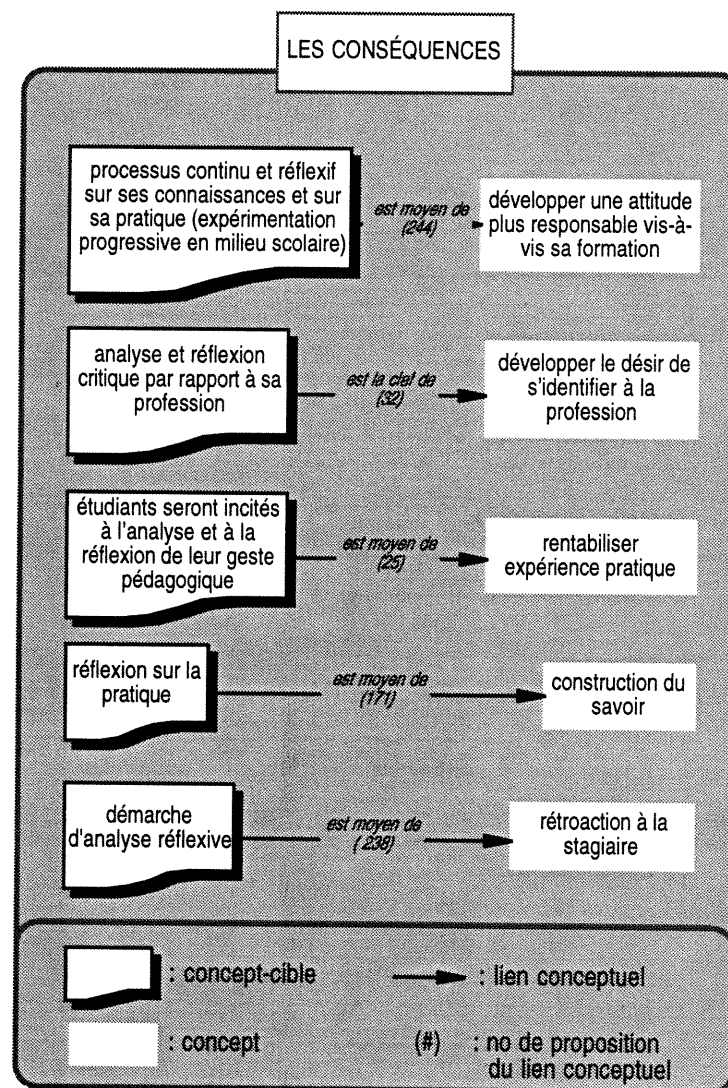 LES CONSÉQUENCES
processus continu et réflexif
sur ses connaissances et sur
sa pratique (expérimentation
progressive en milieu scolaire)
est moyen de
(244)
développer une attitude
plus responsable vis-à-
vis sa formation
analyse et réflexion
critique par rapport à sa
profession
est la clef de
(32)
développer le désir de
s'identifier à la
profession
étudiants seront incités
à l'analyse et à la
réflexion de leur geste
pédagogique
est moyen de
(25)
rentabiliser
expérience pratique
réflexion sur la
pratique
est moyen de
(171)
construction du
savoir
démarche
d'analyse réflexive
est moyen de
( 238)
rétroaction à la
stagiaire
: concept-cible
: lien conceptuel
: concept
(#) : no de proposition
du lien conceptuel